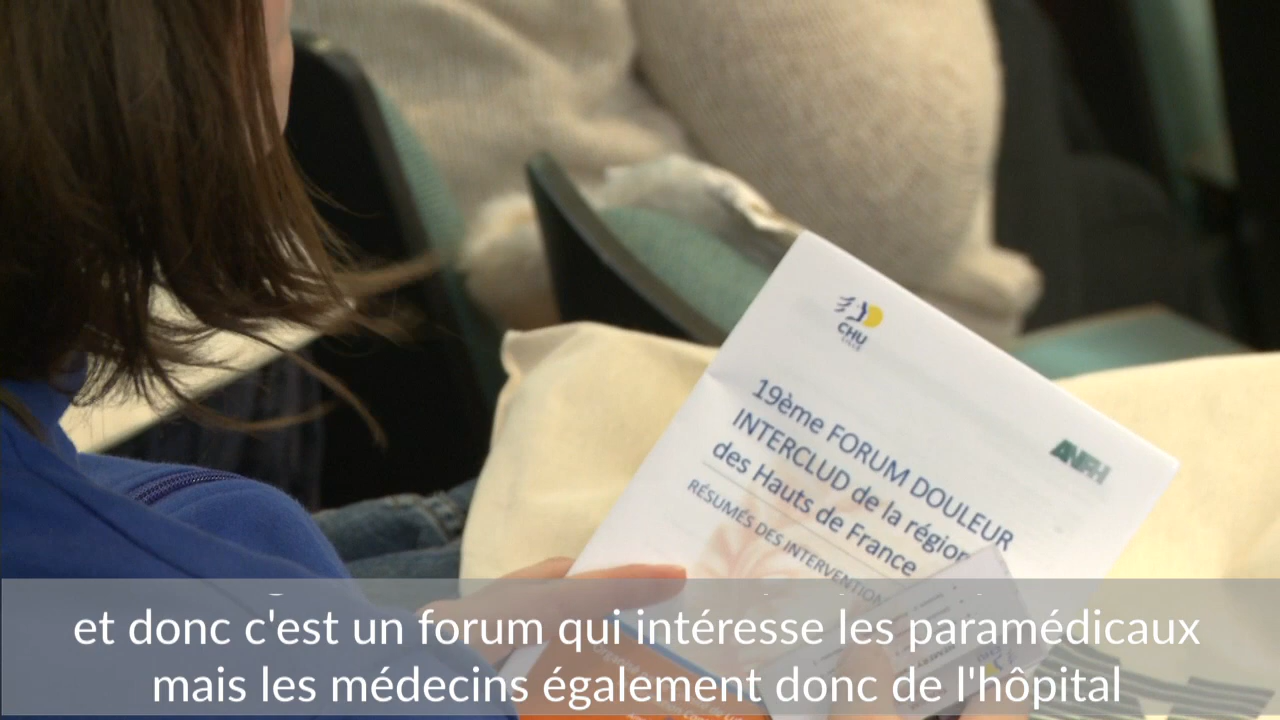 CHU
LILLE
19ème FORUM DOULEUR
INTERCLUD de la région
des Hauts de France
RÉSUMÉS DES INTERVENTION
et donc c'est un forum qui intéresse les paramédicaux
mais les médecins également donc de l'hôpital